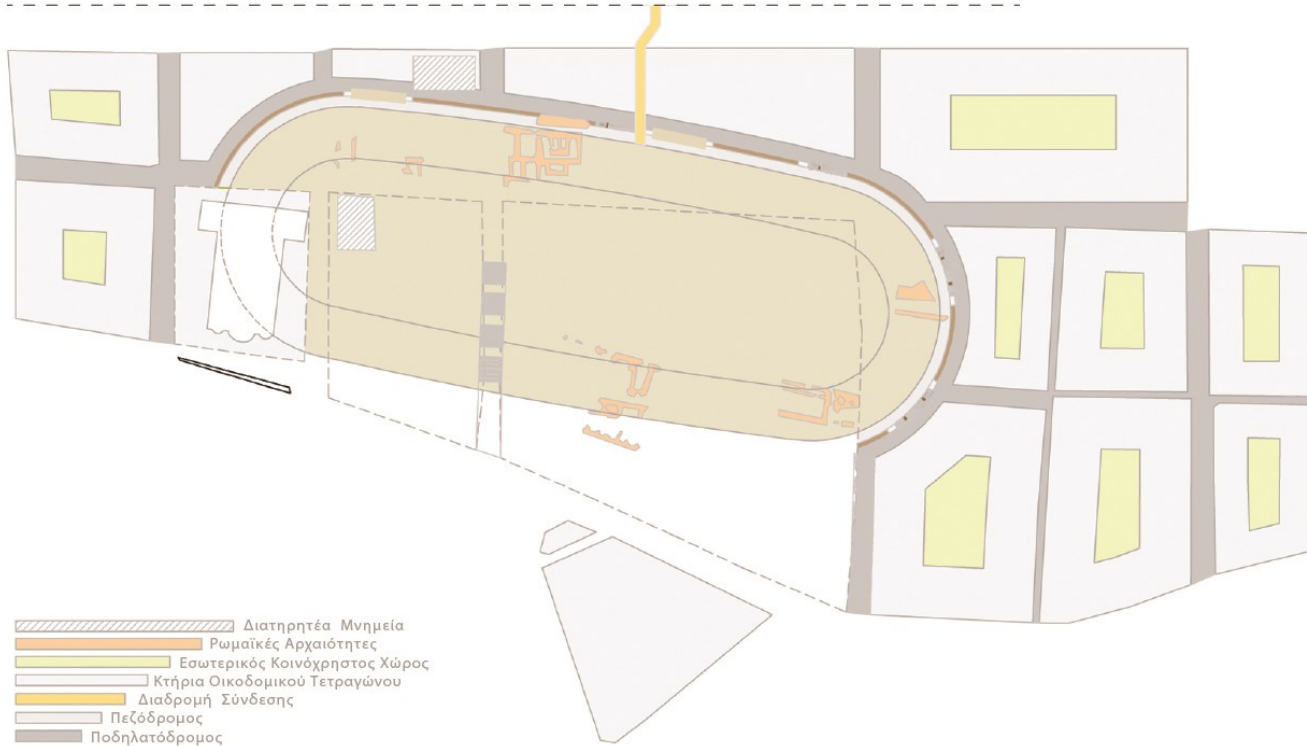 Διατηρητέα Μνημεία
Ρωμαϊκές Αρχαιότητες
Εσωτερικός Κοινόχρηστος Χώρος
Κτήρια Οικοδομικού Τετραγώνου
Διαδρομή Σύνδεσης
Πεζόδρομος
Ποδηλατόδρομος